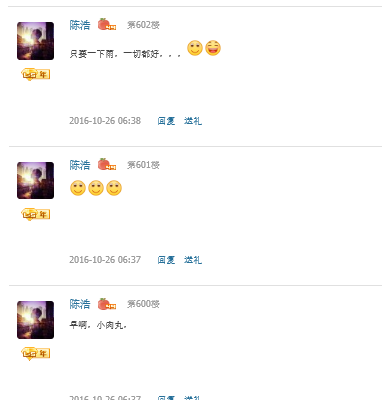 陈浩 第602楼
只要一下雨，一切都好，，，
年
2016-10-26 06:38 回复 送礼
陈浩 第601楼
年
2016-10-26 06:37 回复 送礼
陈浩 第600楼
早啊，小肉丸，
年
2016-10-26 06:37 回复 送礼